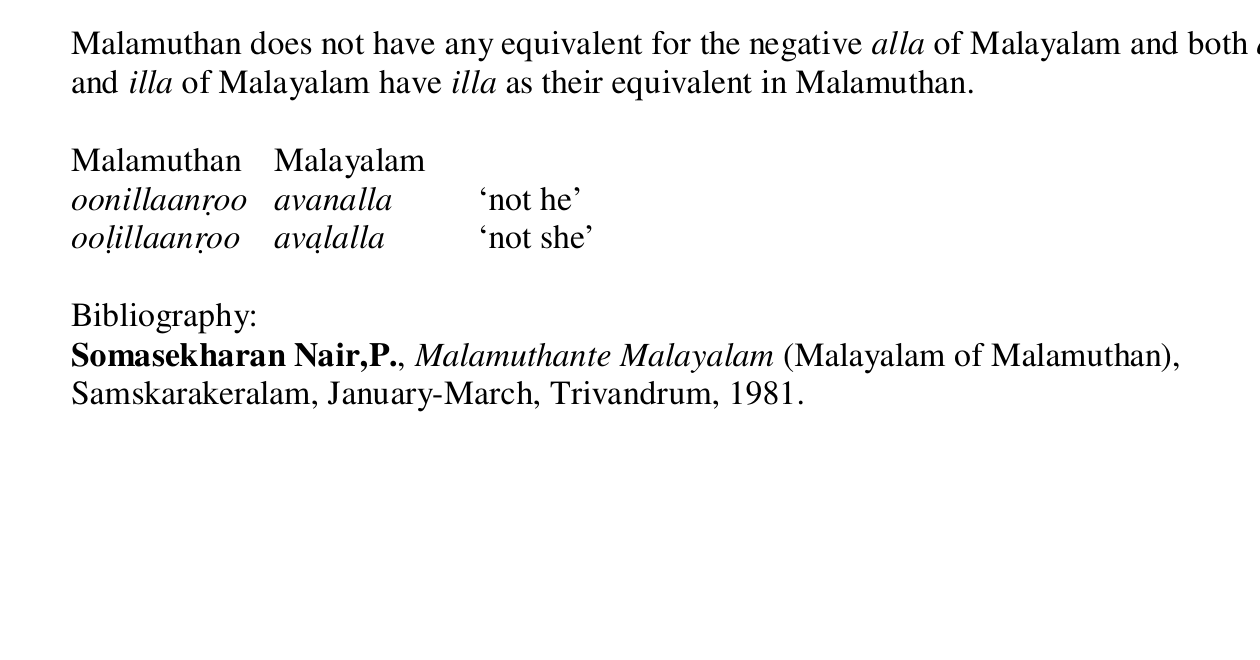 Malamuthan does not have any equivalent for the negative alla of Malayalam and both
and illa of Malayalam have illa as their equivalent in Malamuthan.
Malamuthan Malayalam
oonillaanṛoo avanalla ‘not he’
ooḷillaanṛoo avạlalla ‘not she’
Bibliography:
Somasekharan Nair,P., Malamuthante Malayalam (Malayalam of Malamuthan),
Samskarakeralam, January-March, Trivandrum, 1981.